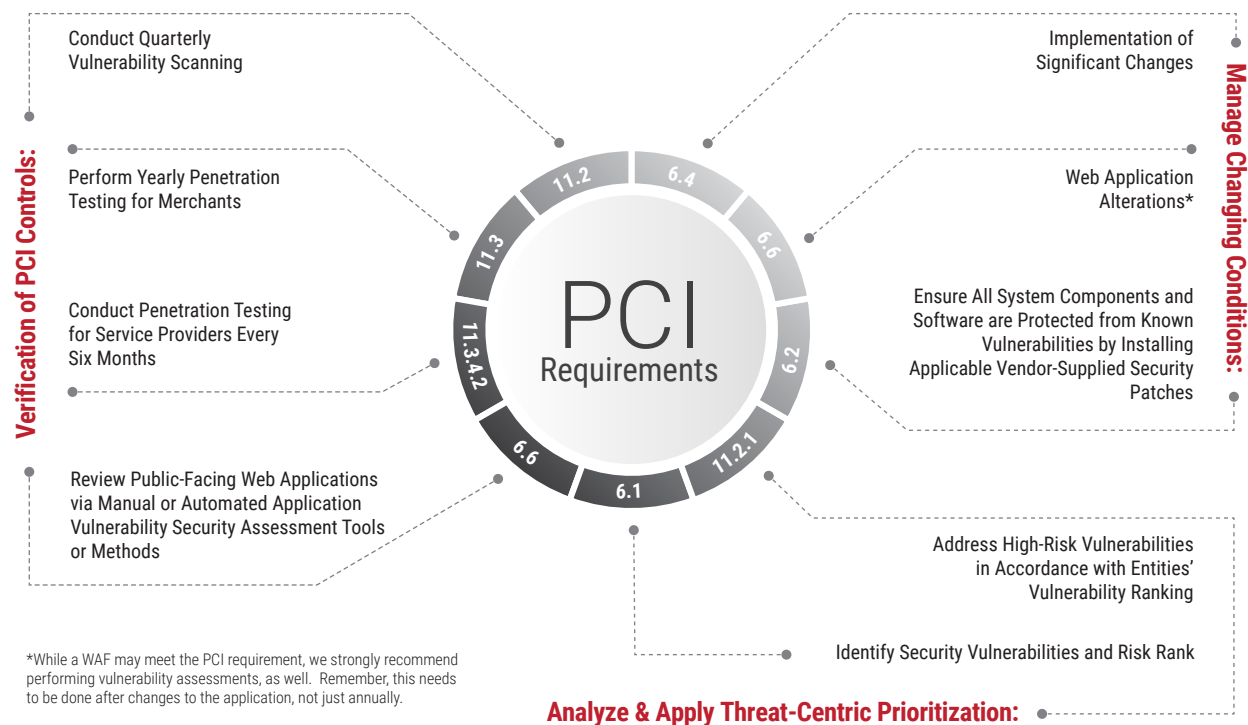 Verification of PCI Controls:
Conduct Quarterly
Vulnerability Scanning
Perform Yearly Penetration
Testing for Merchants
Conduct Penetration Testing
for Service Providers Every
Six Months
Review Public-Facing Web Applications
via Manual or Automated Application
Vulnerability Security Assessment Tools
or Methods
11.2
11.3
11.3.4.2
6.6
6.1
11.2.1
6.2
6.6
6.4
PCI
Requirements
Manage Changing Conditions:
Implementation of
Significant Changes
Web Application
Alterations*
Ensure All System Components and
Software are Protected from Known
Vulnerabilities by Installing
Applicable Vendor-Supplied Security
Patches
Address High-Risk Vulnerabilities
in Accordance with Entities’
Vulnerability Ranking
Identify Security Vulnerabilities and Risk Rank
Analyze & Apply Threat-Centric Prioritization:
*While a WAF may meet the PCI requirement, we strongly recommend
performing vulnerability assessments, as well. Remember, this needs
to be done after changes to the application, not just annually.